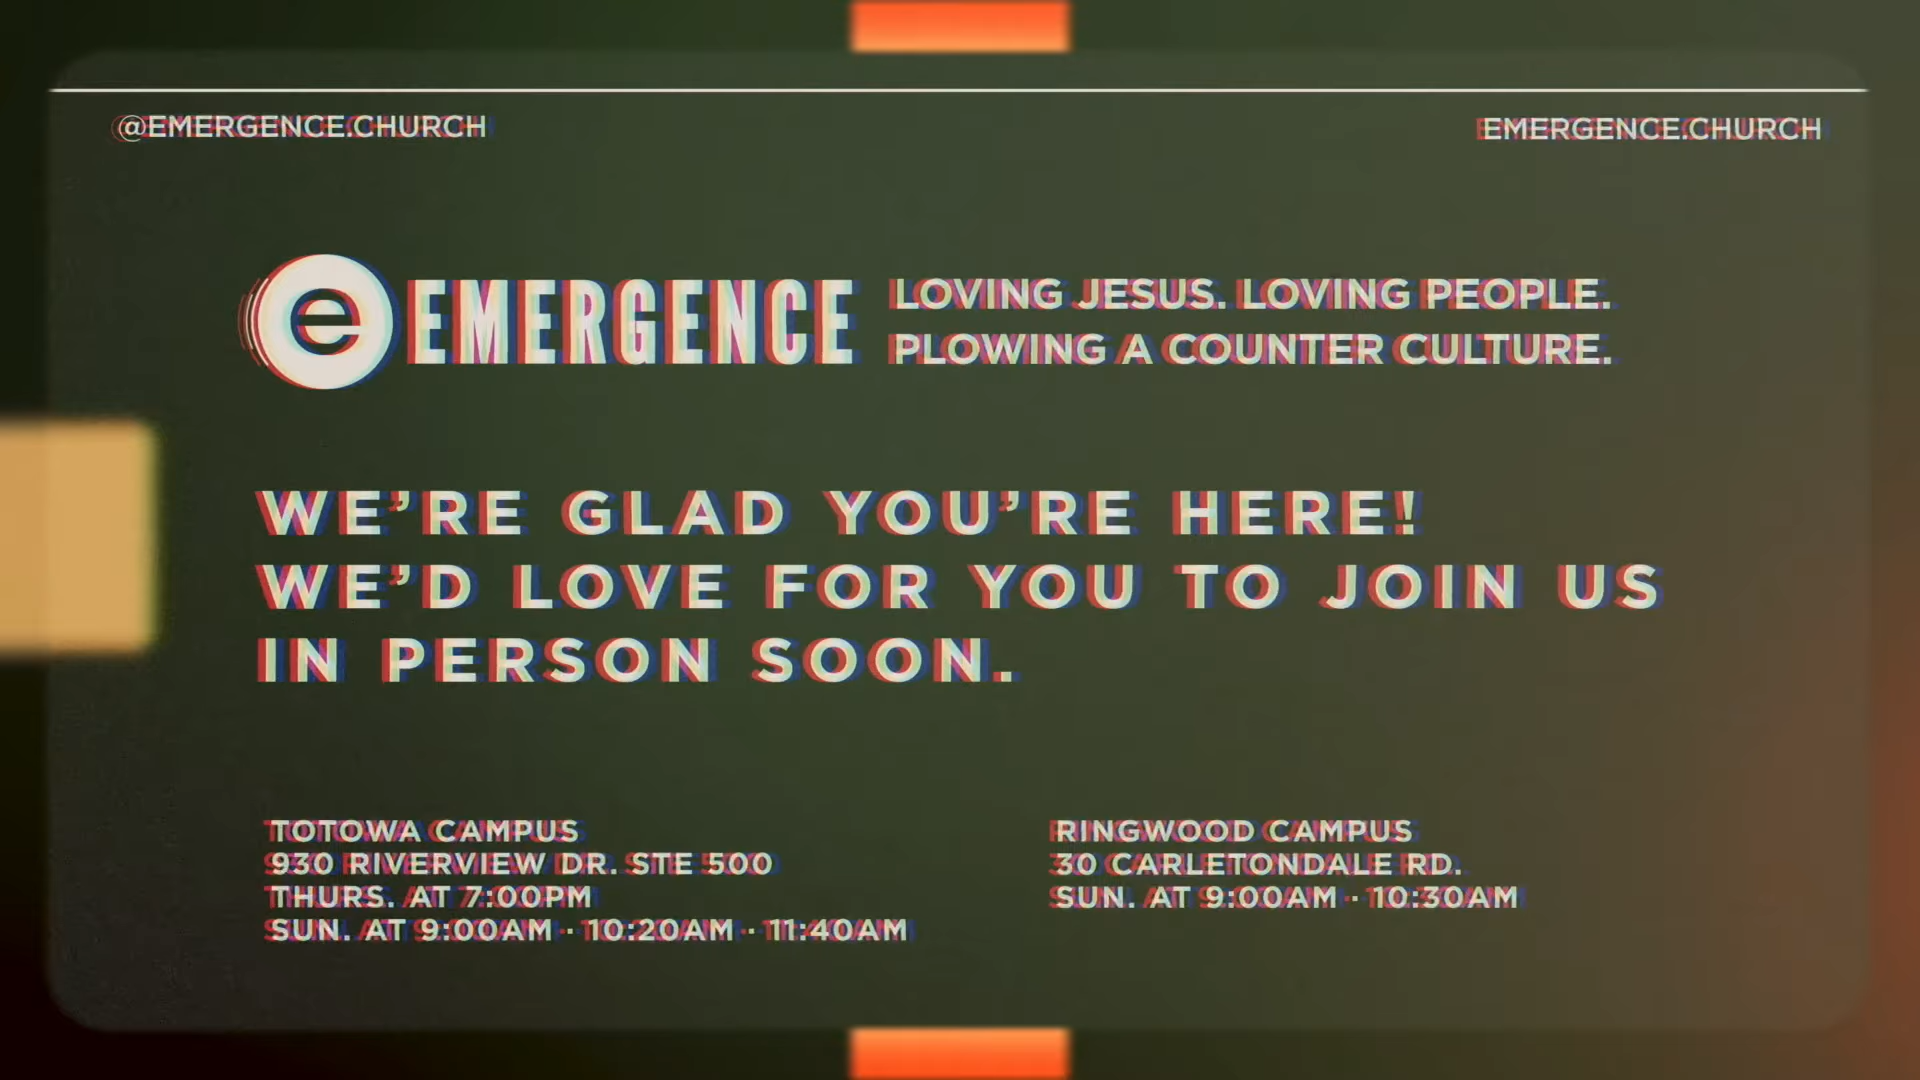 @EMERGENCE.CHURCH
EMERGENCE.CHURCH
e EMERGENCE
LOVING JESUS. LOVING PEOPLE.
PLOWING A COUNTER CULTURE.
WE’RE GLAD YOU’RE HERE!
WE’D LOVE FOR YOU TO JOIN US
IN PERSON SOON.
TOTOWA CAMPUS
930 RIVERVIEW DR. STE 500
THURS. AT 7:00PM
SUN. AT 9:00AM · 10:20AM · 11:40AM
RINGWOOD CAMPUS
30 CARLETONDALE RD.
SUN. AT 9:00AM · 10:30AM